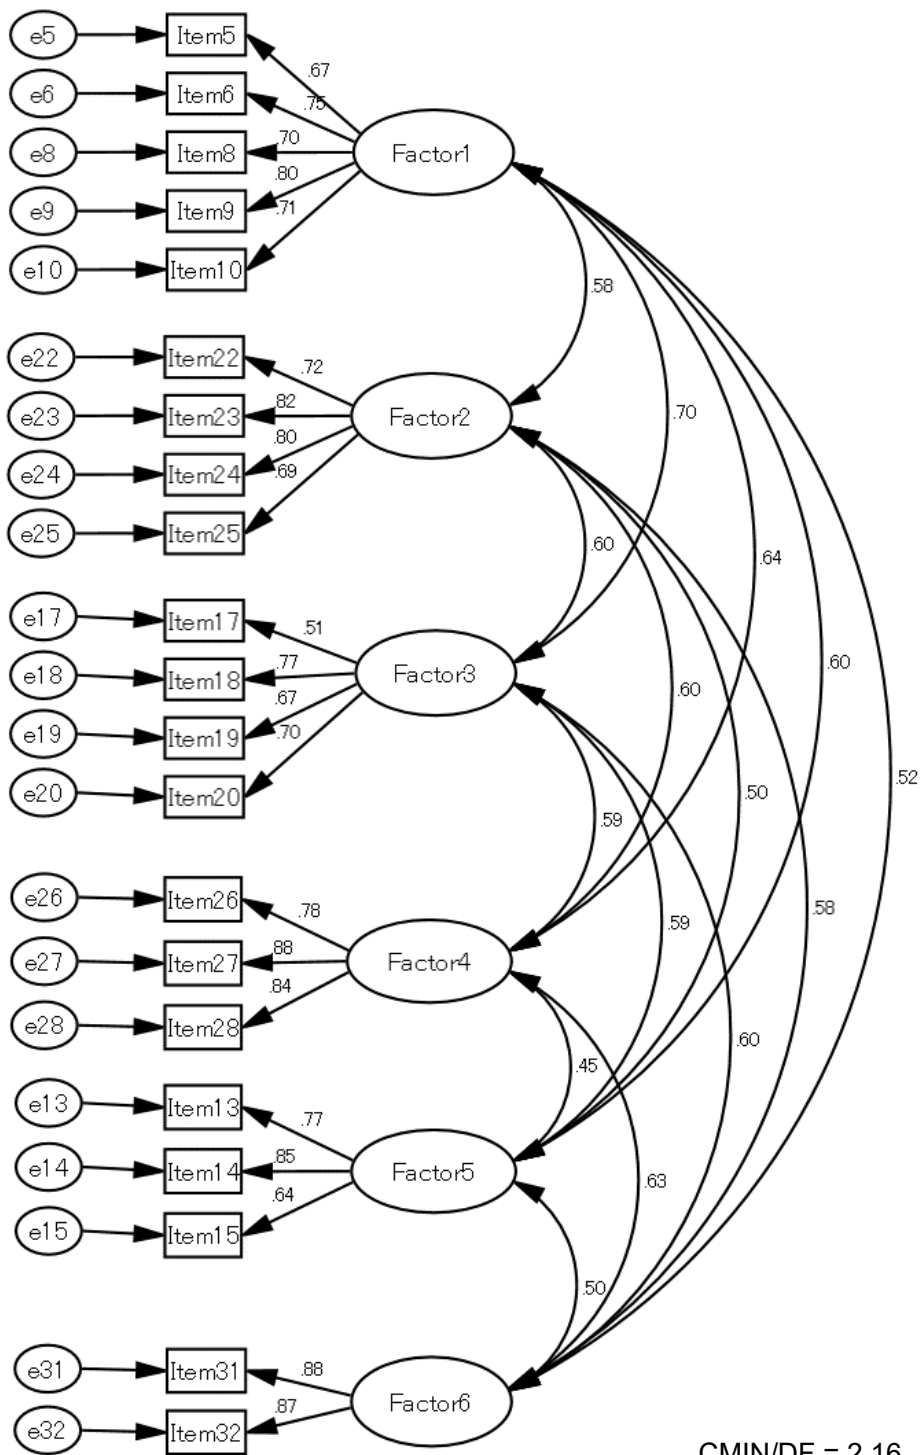 e5 Item5
.67
e6 Item6
.75
e8 Item8
.70
Factor1
.80
e9 Item9
.71
e10 Item10
.58
e22 Item22
.72
e23 Item23
.82
Factor2
.70
.80
e24 Item24
.69
e25 Item25
.60
.64
e17 Item17
.51
e18 Item18
.77
Factor3
.60
.67
.60
e19 Item19
.70
e20 Item20
.50
.52
.59
e26 Item26
.78
.58
.59
e27 Item27
.88
Factor4
.84
e28 Item28
.60
.45
e13 Item13
.77
e14 Item14
.85
Factor5
.63
.64
e15 Item15
.50
e31 Item31
.88
Factor6
.87
e32 Item32
CMIN/DF = 2.16